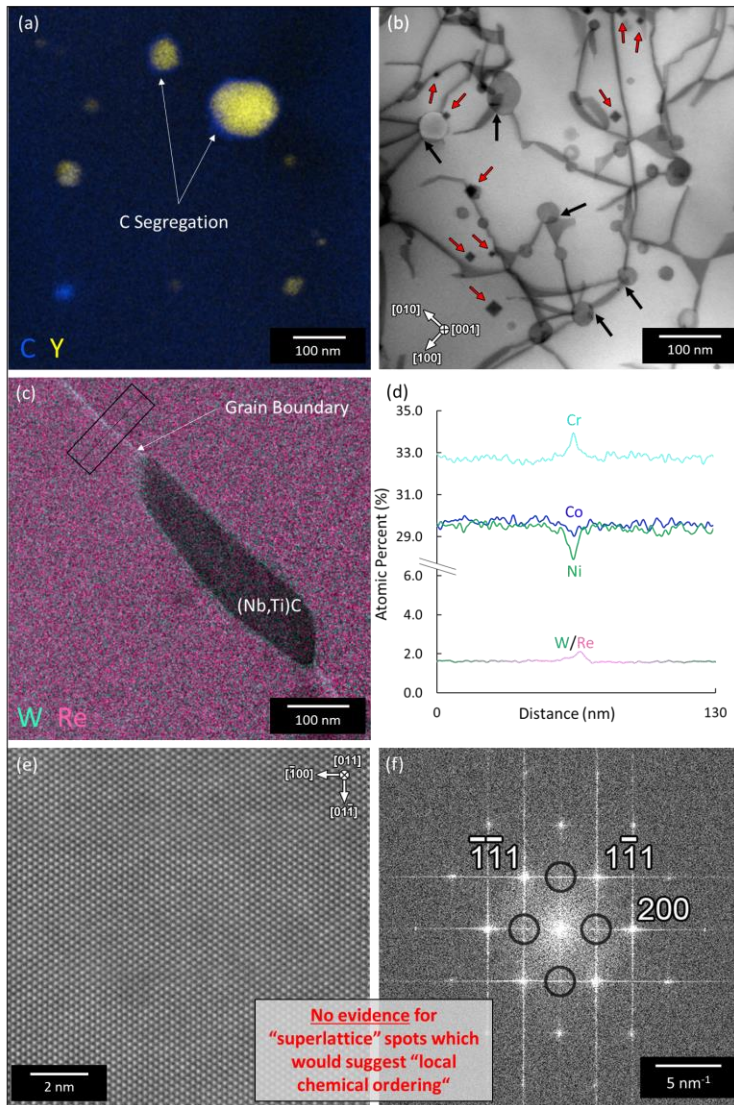 (a)
C Segregation
C Y
100 nm
(b)
[010]
[001]
[100]
100 nm
(c)
Grain Boundary
(Nb,Ti)C
W Re
100 nm
(d)
35.0
33.0
31.0
29.0
6.0
4.0
2.0
0.0
Atomic Percent (%)
Cr
Co
Ni
W/Re
0
130
Distance (nm)
(e)
[011]
[1̄00]
[011̄]
2 nm
(f)
1̄1̄1
11̄1
200
5 nm⁻¹
No evidence for
“superlattice” spots which
would suggest “local
chemical ordering“